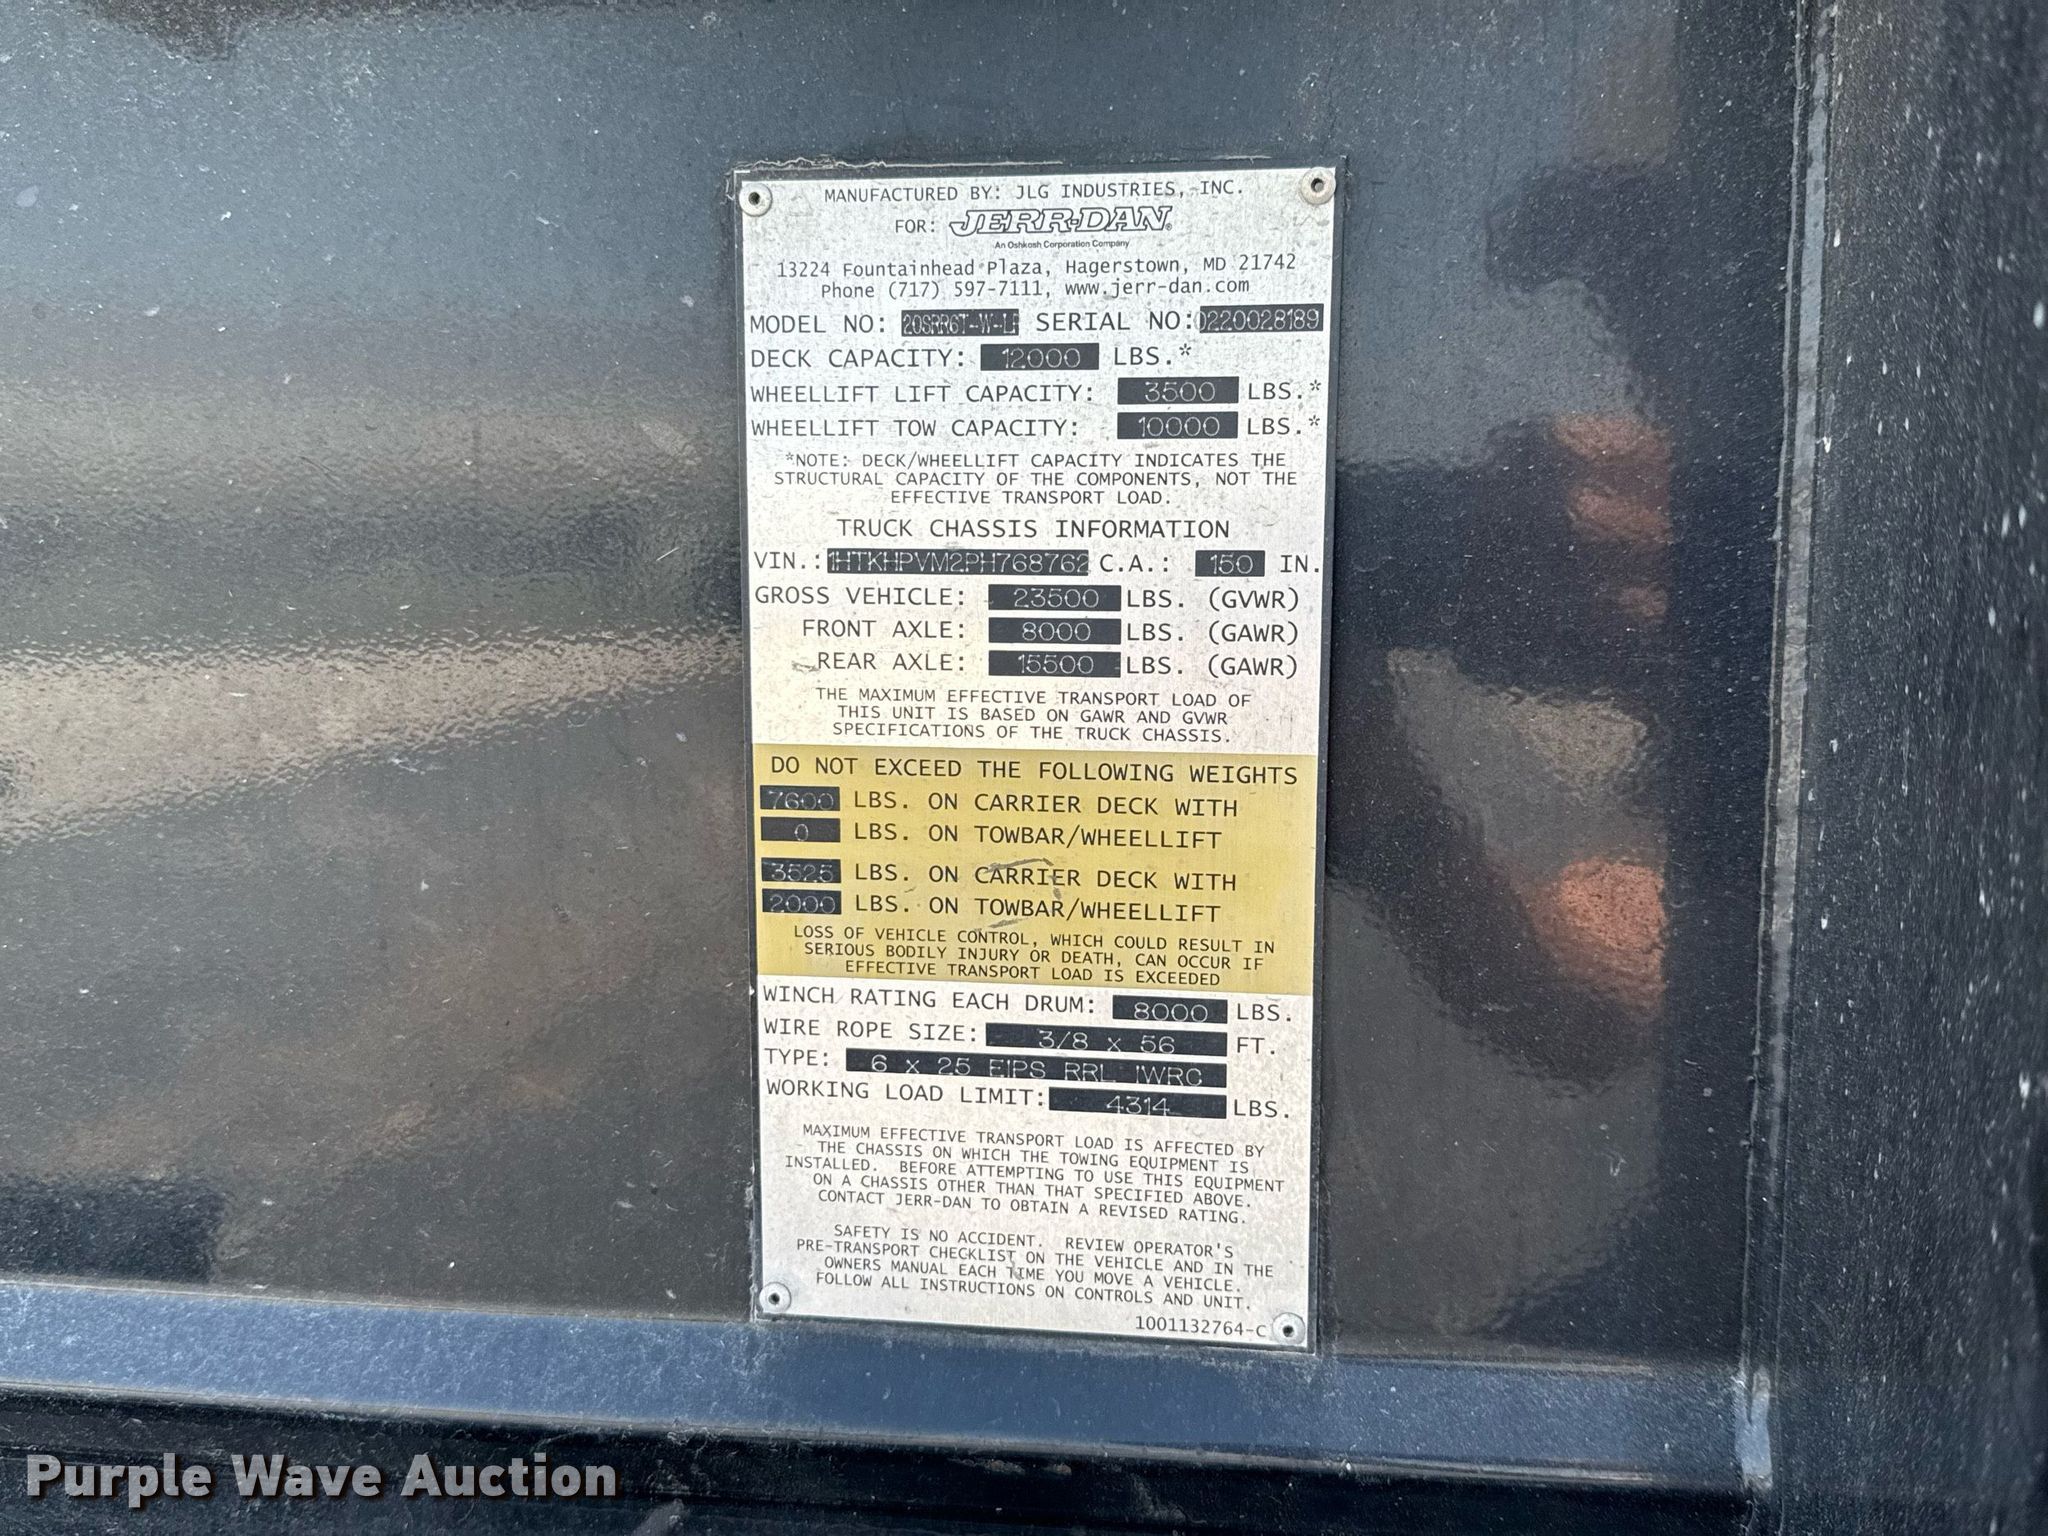 MANUFACTURED BY: JLG INDUSTRIES, INC.
FOR: JERR-DAN®
An Oshkosh Corporation Company
13224 Fountainhead Plaza, Hagerstown, MD 21742
Phone (717) 597-7111, www.jerr-dan.com
MODEL NO: 20SRR6T-W-LP SERIAL NO: 0220028189
DECK CAPACITY: 12000 LBS.*
WHEELLIFT LIFT CAPACITY: 3500 LBS.*
WHEELLIFT TOW CAPACITY: 10000 LBS.*
*NOTE: DECK/WHEELLIFT CAPACITY INDICATES THE
STRUCTURAL CAPACITY OF THE COMPONENTS, NOT THE
EFFECTIVE TRANSPORT LOAD.
TRUCK CHASSIS INFORMATION
VIN.: 1HTKHPVM2PH768762 C.A.: 150 IN.
GROSS VEHICLE: 23500 LBS. (GVWR)
FRONT AXLE: 8000 LBS. (GAWR)
REAR AXLE: 15500 LBS. (GAWR)
THE MAXIMUM EFFECTIVE TRANSPORT LOAD OF
THIS UNIT IS BASED ON GAWR AND GVWR
SPECIFICATIONS OF THE TRUCK CHASSIS.
DO NOT EXCEED THE FOLLOWING WEIGHTS
7600 LBS. ON CARRIER DECK WITH
0 LBS. ON TOWBAR/WHEELLIFT
3525 LBS. ON CARRIER DECK WITH
2000 LBS. ON TOWBAR/WHEELLIFT
LOSS OF VEHICLE CONTROL, WHICH COULD RESULT IN
SERIOUS BODILY INJURY OR DEATH, CAN OCCUR IF
EFFECTIVE TRANSPORT LOAD IS EXCEEDED
WINCH RATING EACH DRUM: 8000 LBS.
WIRE ROPE SIZE: 3/8 x 56 FT.
TYPE: 6 x 25 EIPS RRL IWRC
WORKING LOAD LIMIT: 4314 LBS.
MAXIMUM EFFECTIVE TRANSPORT LOAD IS AFFECTED BY
THE CHASSIS ON WHICH THE TOWING EQUIPMENT IS
INSTALLED. BEFORE ATTEMPTING TO USE THIS EQUIPMENT
ON A CHASSIS OTHER THAN THAT SPECIFIED ABOVE.
CONTACT JERR-DAN TO OBTAIN A REVISED RATING.
SAFETY IS NO ACCIDENT. REVIEW OPERATOR'S
PRE-TRANSPORT CHECKLIST ON THE VEHICLE AND IN THE
OWNERS MANUAL EACH TIME YOU MOVE A VEHICLE.
FOLLOW ALL INSTRUCTIONS ON CONTROLS AND UNIT.
1001132764-C
Purple Wave Auction